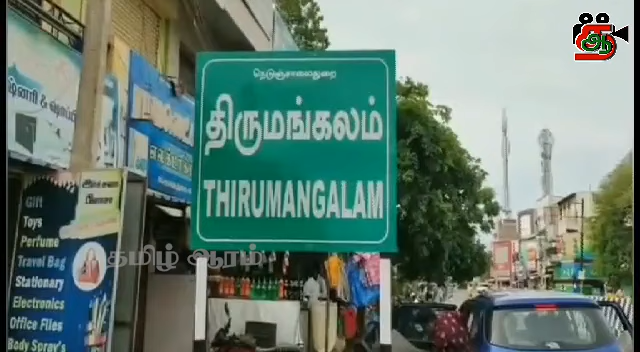 நெடுஞ்சாலைதுறை
திருமங்கலம்
THIRUMANGALAM
Gift
Toys
Perfume
Travel Bag
Stationary
Electronics
Office Files
Body Spray's
தமிழ் ஆரம்